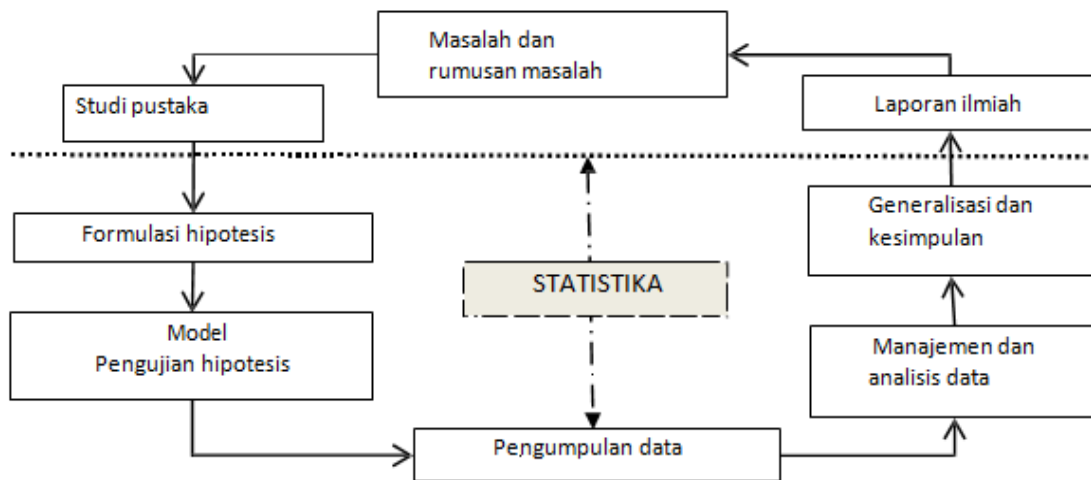 Masalah dan
rumusan masalah
Studi pustaka
Formulasi hipotesis
Model
Pengujian hipotesis
Pengumpulan data
Manajemen dan
analisis data
Generalisasi dan
kesimpulan
Laporan ilmiah
STATISTIKA